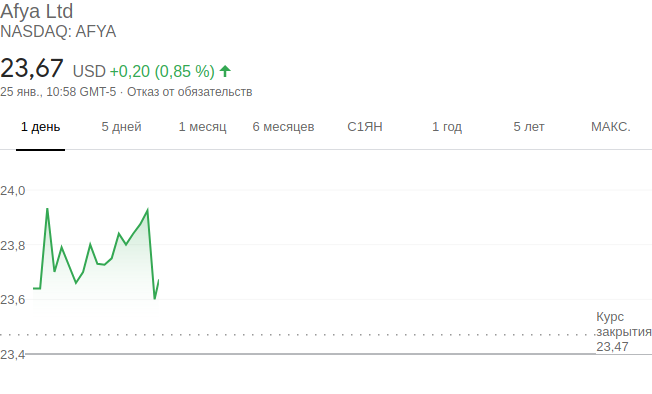 Afya Ltd
NASDAQ: AFYA
23,67 USD +0,20 (0,85 %)
25 янв., 10:58 GMT-5 · Отказ от обязательств
1 день 5 дней 1 месяц 6 месяцев С1ЯН 1 год 5 лет МАКС.
24,0
23,8
23,6
Курс
закрытия
23,47
23,4